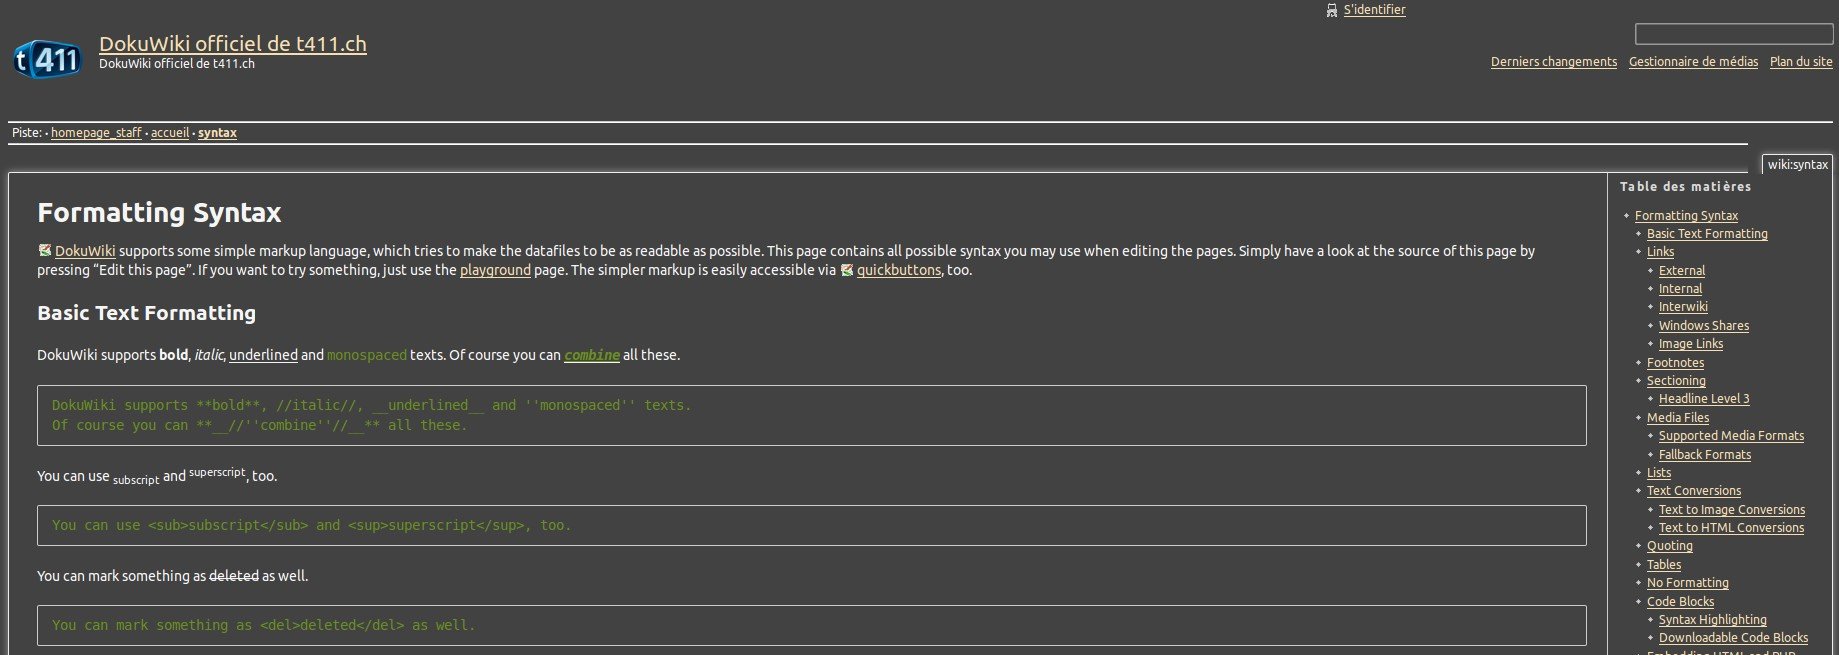 S'identifier
t411
DokuWiki officiel de t411.ch
DokuWiki officiel de t411.ch
Derniers changements Gestionnaire de médias Plan du site
Piste: • homepage_staff • accueil • syntax
wiki:syntax
Formatting Syntax
DokuWiki supports some simple markup language, which tries to make the datafiles to be as readable as possible. This page contains all possible syntax you may use when editing the pages. Simply have a look at the source of this page by
pressing “Edit this page”. If you want to try something, just use the playground page. The simpler markup is easily accessible via quickbuttons, too.
Basic Text Formatting
DokuWiki supports bold, italic, underlined and monospaced texts. Of course you can combine all these.
DokuWiki supports **bold**, //italic//, __underlined__ and ''monospaced'' texts.
Of course you can **__//''combine''//__** all these.
You can use subscript and superscript, too.
You can use <sub>subscript</sub> and <sup>superscript</sup>, too.
You can mark something as deleted as well.
You can mark something as <del>deleted</del> as well.
Table des matières
Formatting Syntax
Basic Text Formatting
Links
External
Internal
Interwiki
Windows Shares
Image Links
Footnotes
Sectioning
Headline Level 3
Media Files
Supported Media Formats
Fallback Formats
Lists
Text Conversions
Text to Image Conversions
Text to HTML Conversions
Quoting
Tables
No Formatting
Code Blocks
Syntax Highlighting
Downloadable Code Blocks